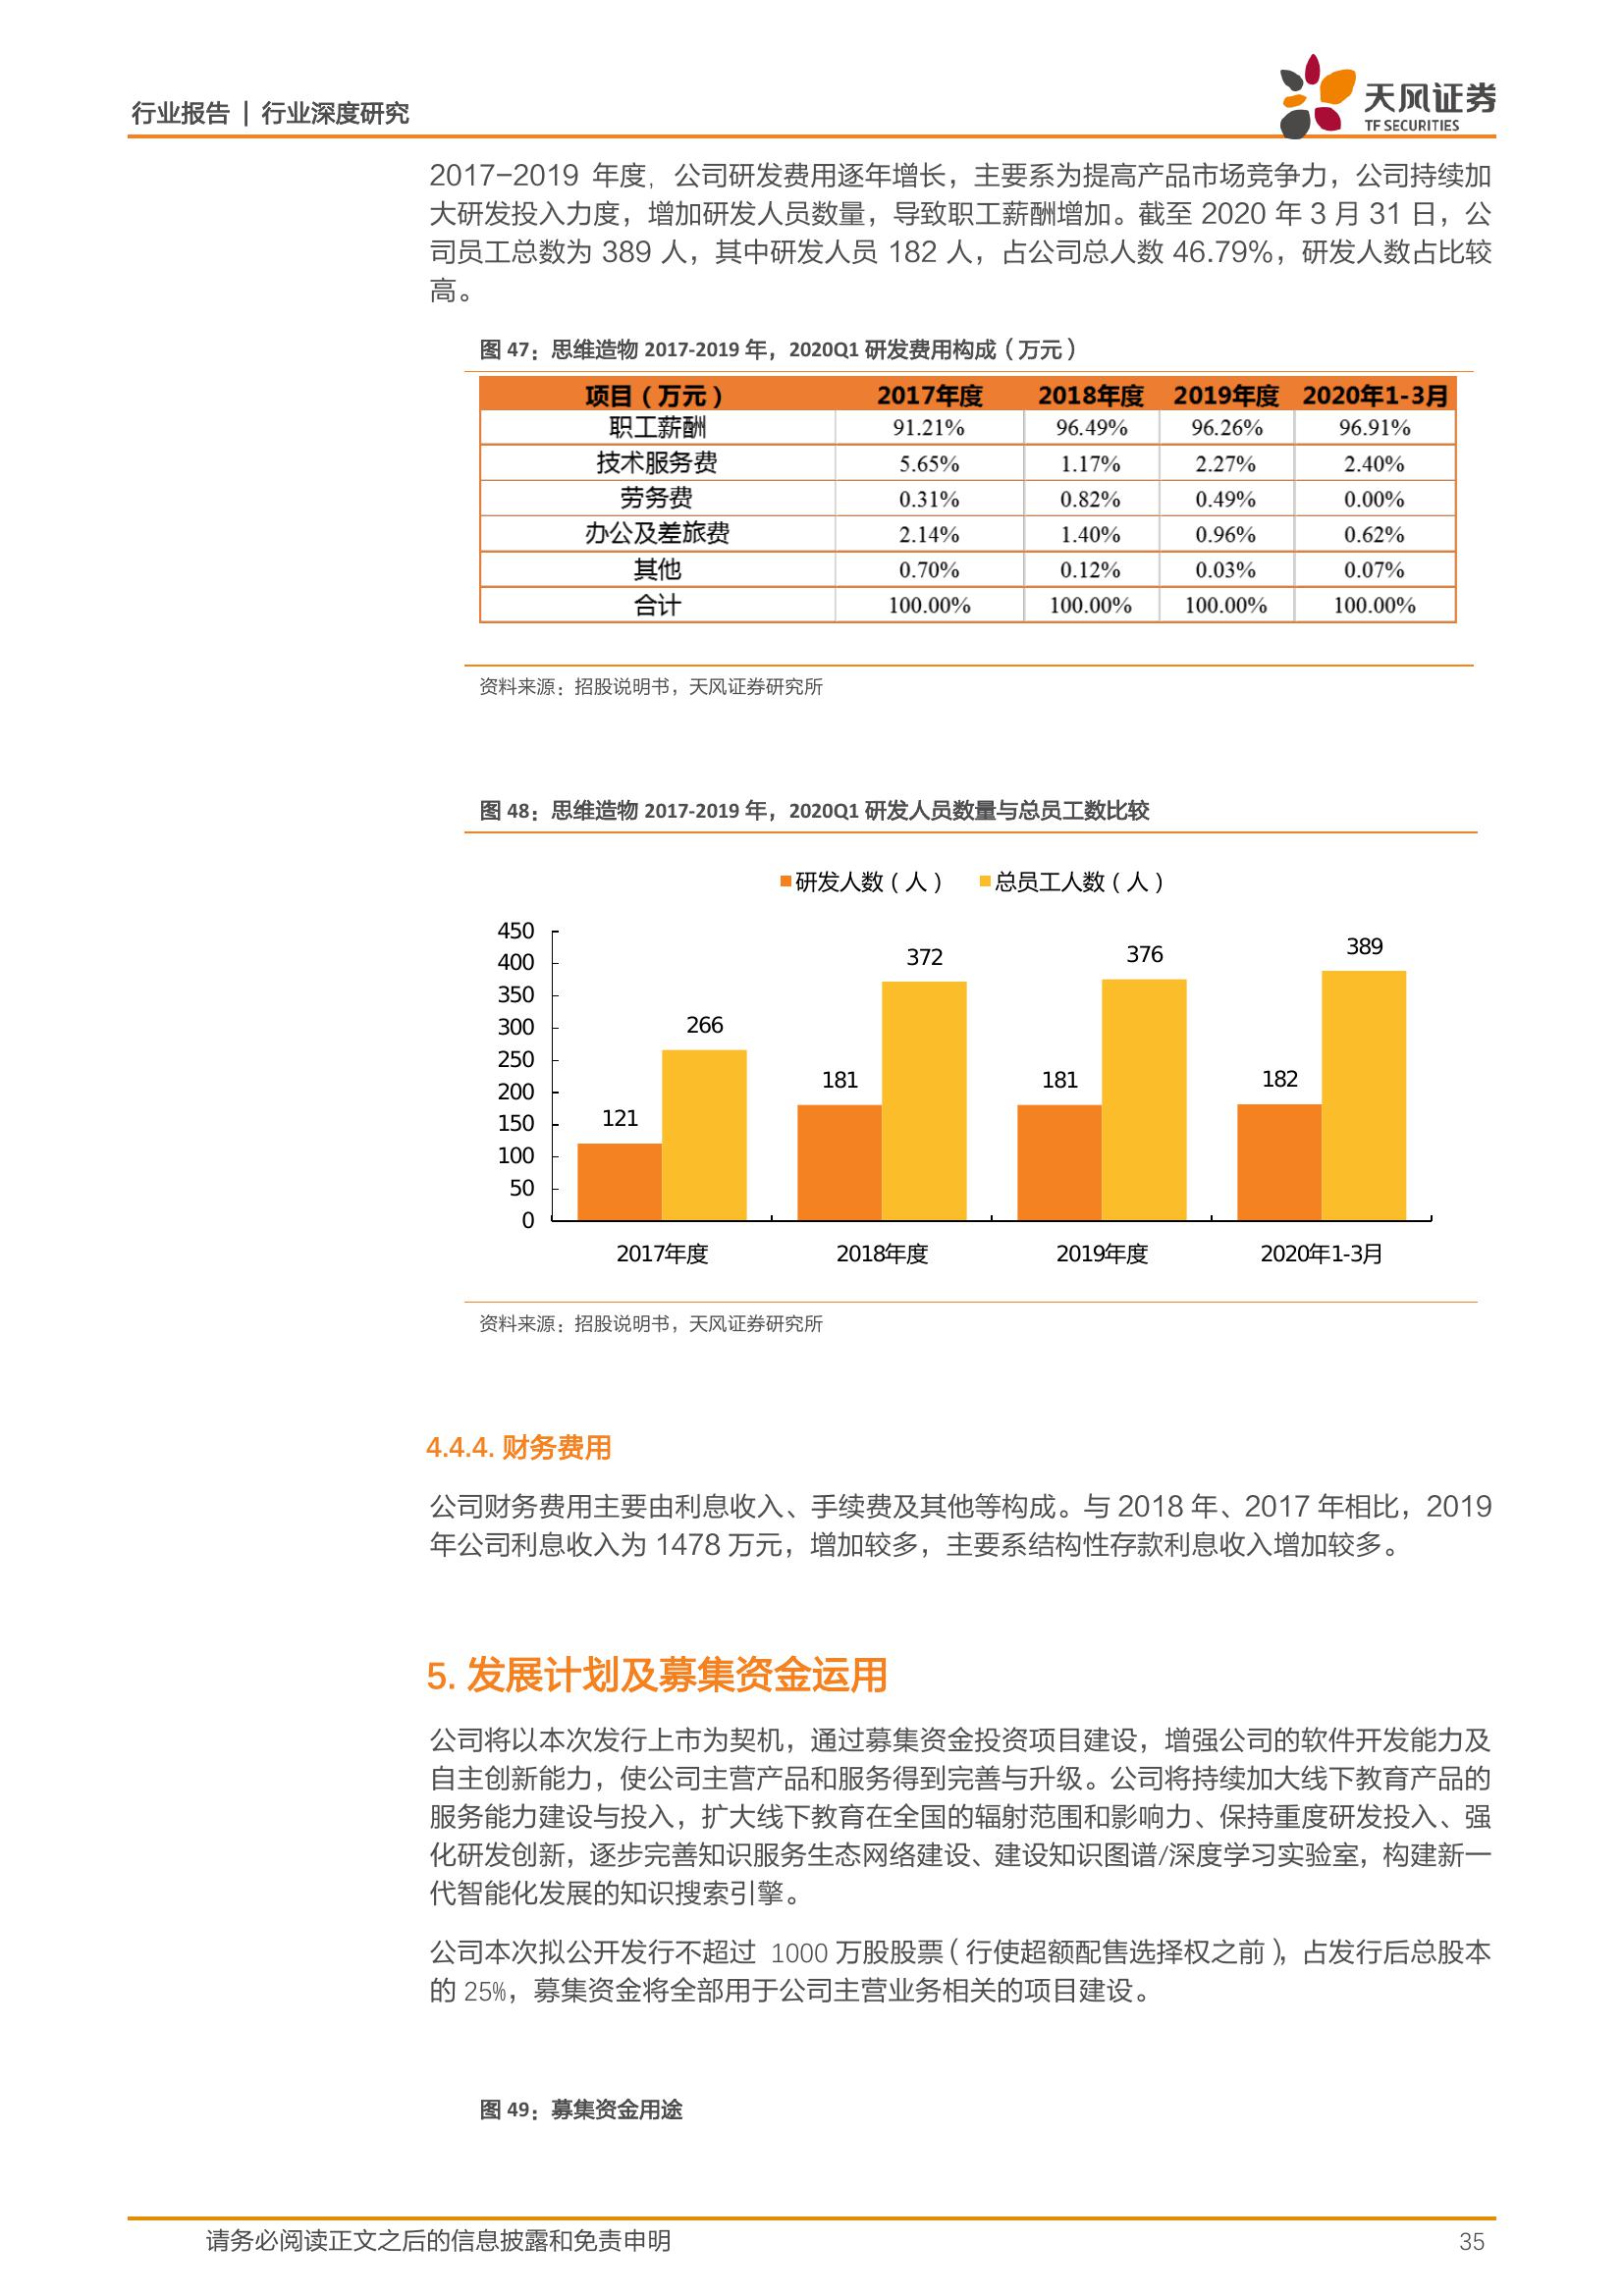 行业报告 | 行业深度研究
天风证券
TF SECURITIES
2017-2019 年度，公司研发费用逐年增长，主要系为提高产品市场竞争力，公司持续加
大研发投入力度，增加研发人员数量，导致职工薪酬增加。截至 2020 年 3 月 31 日，公
司员工总数为 389 人，其中研发人员 182 人，占公司总人数 46.79%，研发人数占比较
高。
图 47：思维造物 2017-2019 年，2020Q1 研发费用构成（万元）
项目（万元） 2017年度 2018年度 2019年度 2020年1-3月
职工薪酬 91.21% 96.49% 96.26% 96.91%
技术服务费 5.65% 1.17% 2.27% 2.40%
劳务费 0.31% 0.82% 0.49% 0.00%
办公及差旅费 2.14% 1.40% 0.96% 0.62%
其他 0.70% 0.12% 0.03% 0.07%
合计 100.00% 100.00% 100.00% 100.00%
资料来源：招股说明书，天风证券研究所
图 48：思维造物 2017-2019 年，2020Q1 研发人员数量与总员工数比较
研发人数（人） 总员工人数（人）
450
400
350
300
250
200
150
100
50
0
121
266
181
372
181
376
182
389
2017年度 2018年度 2019年度 2020年1-3月
资料来源：招股说明书，天风证券研究所
4.4.4. 财务费用
公司财务费用主要由利息收入、手续费及其他等构成。与 2018 年、2017 年相比，2019
年公司利息收入为 1478 万元，增加较多，主要系结构性存款利息收入增加较多。
5. 发展计划及募集资金运用
公司将以本次发行上市为契机，通过募集资金投资项目建设，增强公司的软件开发能力及
自主创新能力，使公司主营产品和服务得到完善与升级。公司将持续加大线下教育产品的
服务能力建设与投入，扩大线下教育在全国的辐射范围和影响力、保持重度研发投入、强
化研发创新，逐步完善知识服务生态网络建设、建设知识图谱/深度学习实验室，构建新一
代智能化发展的知识搜索引擎。
公司本次拟公开发行不超过 1000 万股股票（行使超额配售选择权之前），占发行后总股本
的 25%，募集资金将全部用于公司主营业务相关的项目建设。
图 49：募集资金用途
请务必阅读正文之后的信息披露和免责申明 35